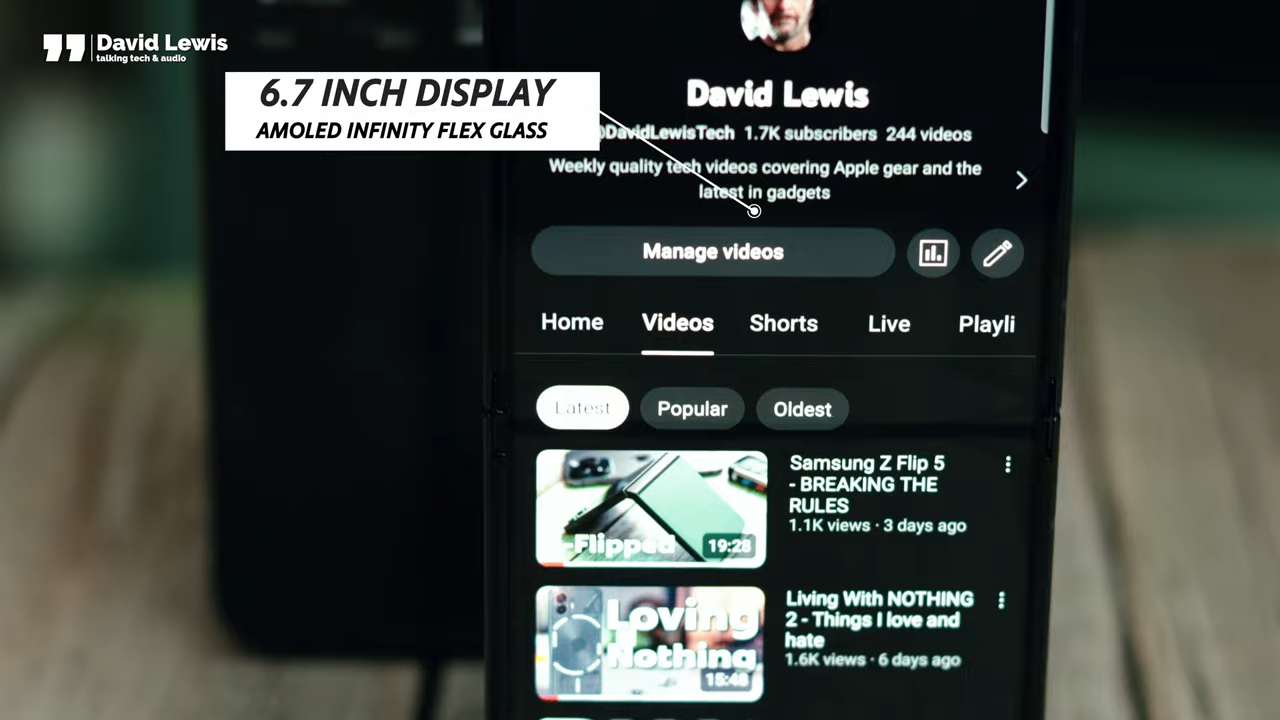 David Lewis
talking tech & audio
6.7 INCH DISPLAY
AMOLED INFINITY FLEX GLASS
David Lewis
@DavidLewisTech 1.7K subscribers 244 videos
Weekly quality tech videos covering Apple gear and the
latest in gadgets
Manage videos
Home Videos Shorts Live Playli
Latest Popular Oldest
Samsung Z Flip 5
- BREAKING THE
RULES
1.1K views · 3 days ago
-Flipped
19:28
Living With NOTHING
2 - Things I love and
hate
1.6K views · 6 days ago
Loving
Nothing
15:48